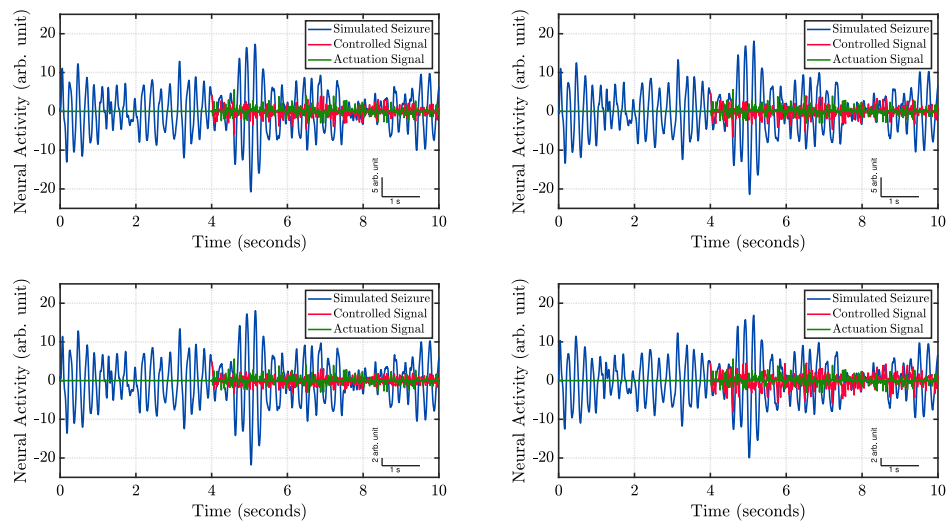 Neural Activity (arb. unit)
20
10
0
-10
-20
Simulated Seizure
Controlled Signal
Actuation Signal
5 arb. unit
1 s
0 2 4 6 8 10
Time (seconds)
Neural Activity (arb. unit)
20
10
0
-10
-20
Simulated Seizure
Controlled Signal
Actuation Signal
5 arb. unit
1 s
0 2 4 6 8 10
Time (seconds)
Neural Activity (arb. unit)
20
10
0
-10
-20
Simulated Seizure
Controlled Signal
Actuation Signal
2 arb. unit
1 s
0 2 4 6 8 10
Time (seconds)
Neural Activity (arb. unit)
20
10
0
-10
-20
Simulated Seizure
Controlled Signal
Actuation Signal
2 arb. unit
1 s
0 2 4 6 8 10
Time (seconds)